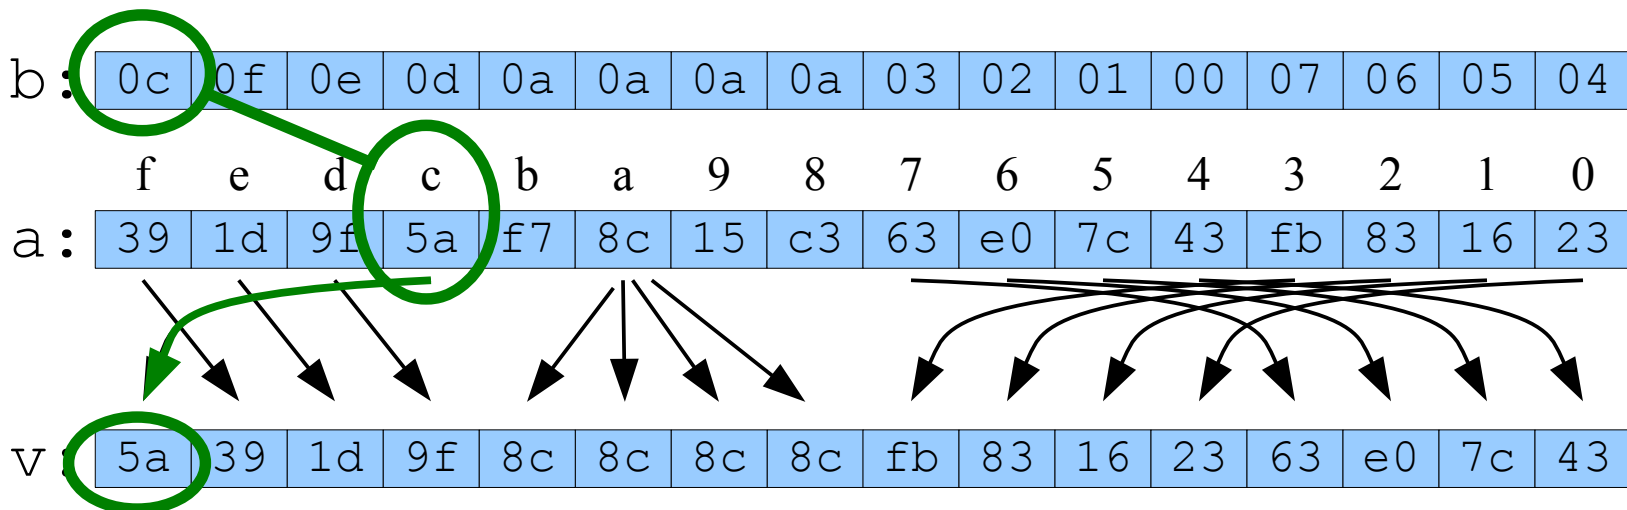 b: 0c 0f 0e 0d 0a 0a 0a 0a 03 02 01 00 07 06 05 04
f e d c b a 9 8 7 6 5 4 3 2 1 0
a: 39 1d 9f 5a f7 8c 15 c3 63 e0 7c 43 fb 83 16 23
v: 5a 39 1d 9f 8c 8c 8c 8c fb 83 16 23 63 e0 7c 43